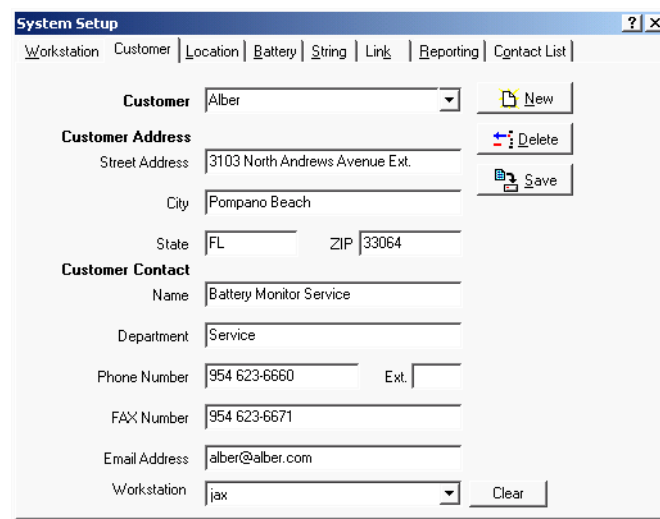 System Setup
Workstation Customer Location Battery String Link Reporting Contact List
Customer Alber New
Customer Address Delete
Street Address 3103 North Andrews Avenue Ext.
Save
City Pompano Beach
State FL ZIP 33064
Customer Contact
Name Battery Monitor Service
Department Service
Phone Number 954 623-6660 Ext.
FAX Number 954 623-6671
Email Address alber@alber.com
Workstation jax Clear